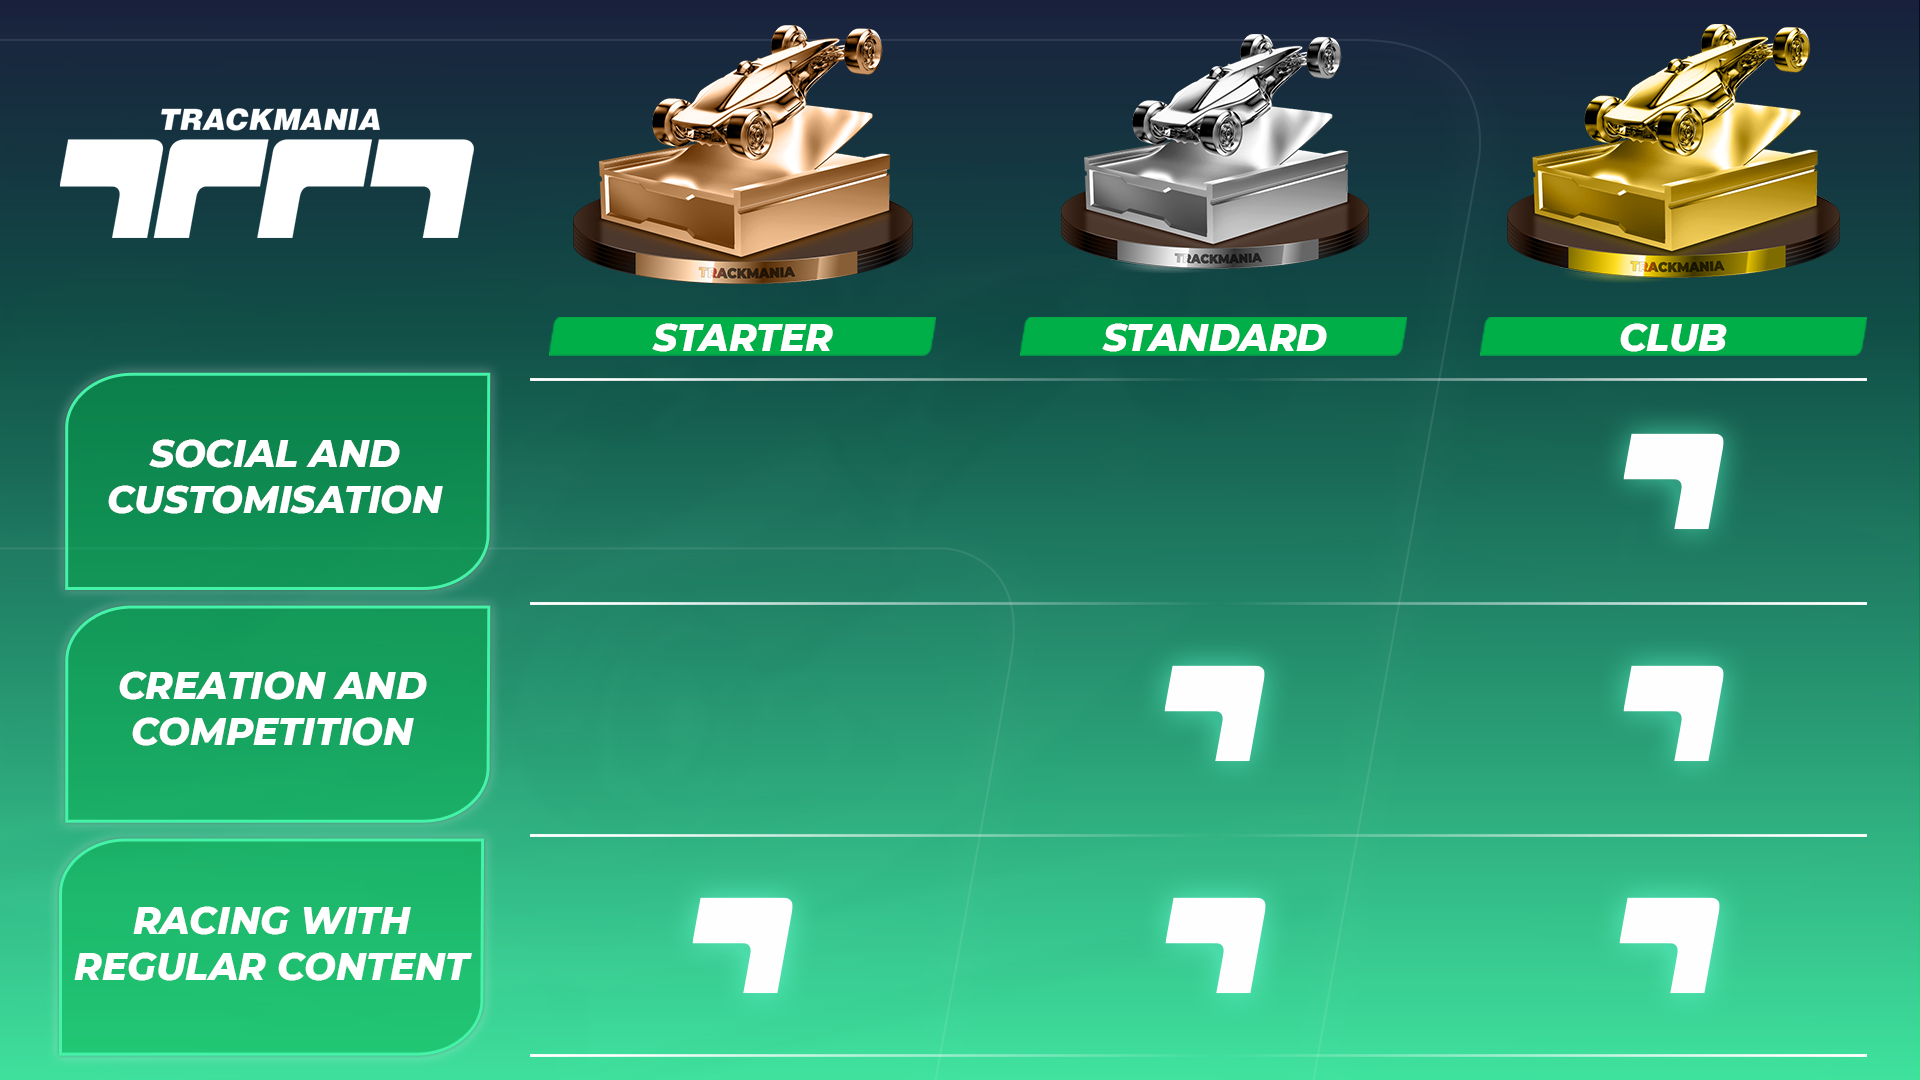 TRACKMANIA
TRACKMANIA
TRACKMANIA
TRACKMANIA
STARTER
STANDARD
CLUB
SOCIAL AND
CUSTOMISATION
CREATION AND
COMPETITION
RACING WITH
REGULAR CONTENT